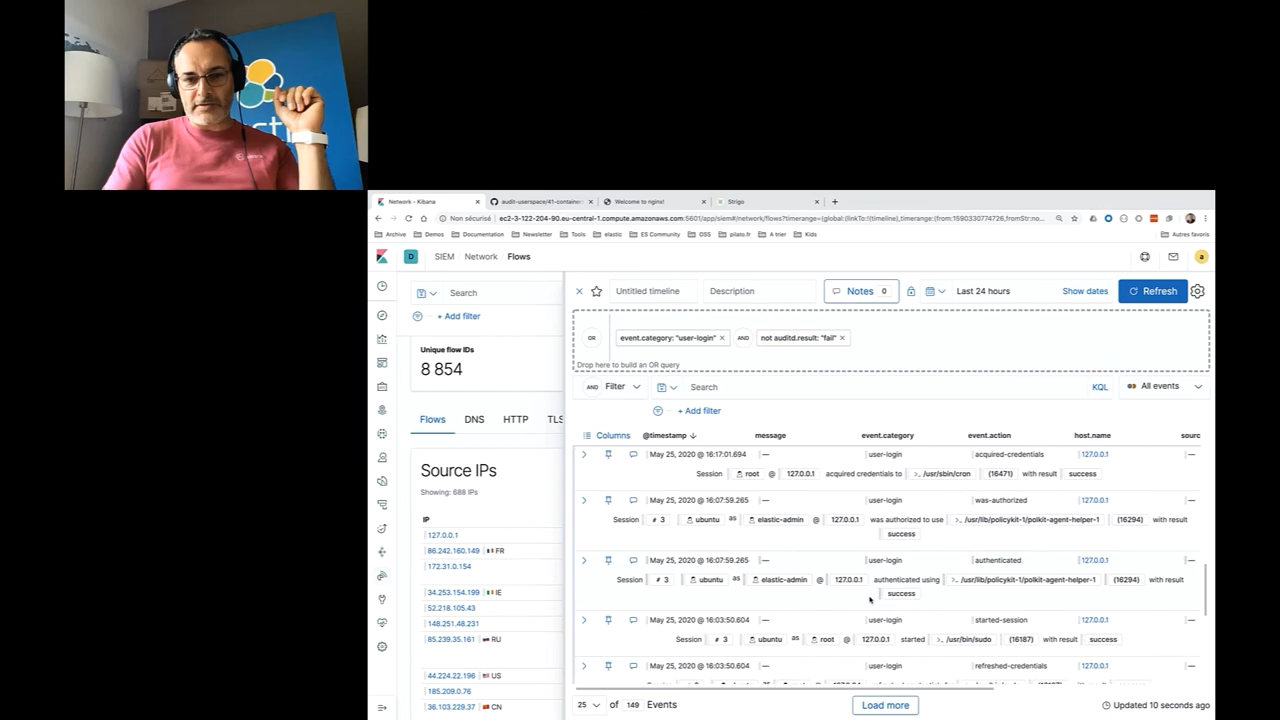 Network - Kibana
audit-userspace/41-container
Welcome to nginx!
Strigo
Non sécurisé
ec2-3-122-204-90.eu-central-1.compute.amazonaws.com:5601/app/siem#/network/flows?timerange=(global:(linkTo:!(timeline),timerange:(from:1590330774726,fromStr:no...
Archive Demos Documentation Newsletter Tools elastic ES Community OSS pilato.fr A trier Kids Autres favoris
D SIEM Network Flows a
Search
+ Add filter
Unique flow IDs
8 854
Flows DNS HTTP TLS
Source IPs
Showing: 688 IPs
IP
127.0.0.1
86.242.160.149 FR
172.31.0.154
34.253.154.199 IE
52.218.105.43
148.251.48.231
85.239.35.161 RU
44.224.22.196 US
185.209.0.76
36.103.229.37 CN
Untitled timeline Description Notes 0 Last 24 hours Show dates Refresh
OR event.category: "user-login" AND not auditd.result: "fail"
Drop here to build an OR query
AND Filter Search KQL All events
+ Add filter
Columns @timestamp message event.category event.action host.name sourc
May 25, 2020 @ 16:17:01.694 — user-login acquired-credentials 127.0.0.1 —
Session root @ 127.0.0.1 acquired credentials to >_ /usr/sbin/cron (16471) with result success
May 25, 2020 @ 16:07:59.265 — user-login was-authorized 127.0.0.1 —
Session # 3 ubuntu as elastic-admin @ 127.0.0.1 was authorized to use >_ /usr/lib/policykit-1/polkit-agent-helper-1 (16294) with result
success
May 25, 2020 @ 16:07:59.265 — user-login authenticated 127.0.0.1 —
Session # 3 ubuntu as elastic-admin @ 127.0.0.1 authenticated using >_ /usr/lib/policykit-1/polkit-agent-helper-1 (16294) with result
success
May 25, 2020 @ 16:03:50.604 — user-login started-session 127.0.0.1 —
Session # 3 ubuntu as root @ 127.0.0.1 started >_ /usr/bin/sudo (16187) with result success
May 25, 2020 @ 16:03:50.604 — user-login refreshed-credentials 127.0.0.1 —
25 of 149 Events Load more Updated 10 seconds ago